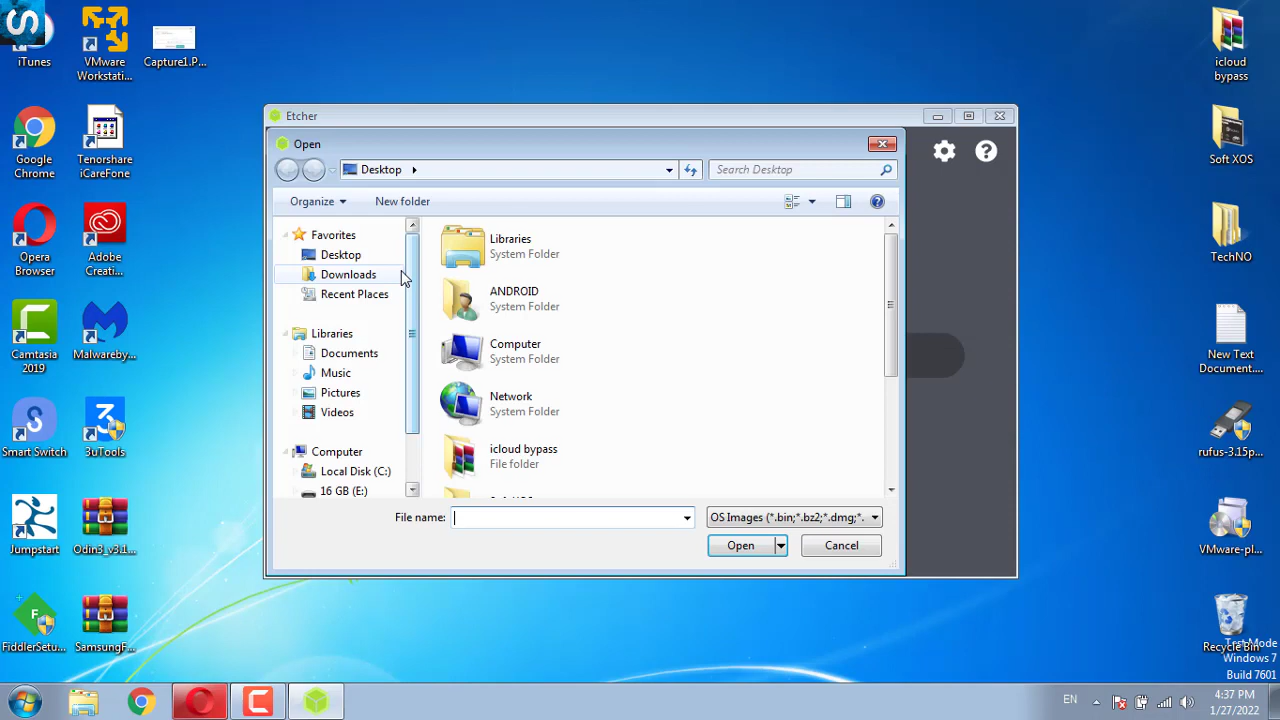 S
iTunes
VMware
Workstati...
Capture1.P...
Google
Chrome
Tenorshare
iCareFone
Opera
Browser
Adobe
Creati...
Camtasia
2019
Malwareby...
Smart Switch
3uTools
Jumpstart
Odin3_v3.1...
FiddlerSetu...
SamsungF...
icloud
bypass
Soft XOS
TechNO
New Text
Document....
rufus-3.15p...
VMware-pl...
Recycle Bin
Etcher
Open
Desktop
Search Desktop
Organize
New folder
Favorites
Desktop
Downloads
Recent Places
Libraries
Documents
Music
Pictures
Videos
Computer
Local Disk (C:)
16 GB (E:)
Libraries
System Folder
ANDROID
System Folder
Computer
System Folder
Network
System Folder
icloud bypass
File folder
File name:
OS Images (*.bin;*.bz2;*.dmg;*.
Open
Cancel
Test Mode
Windows 7
Build 7601
EN
4:37 PM
1/27/2022